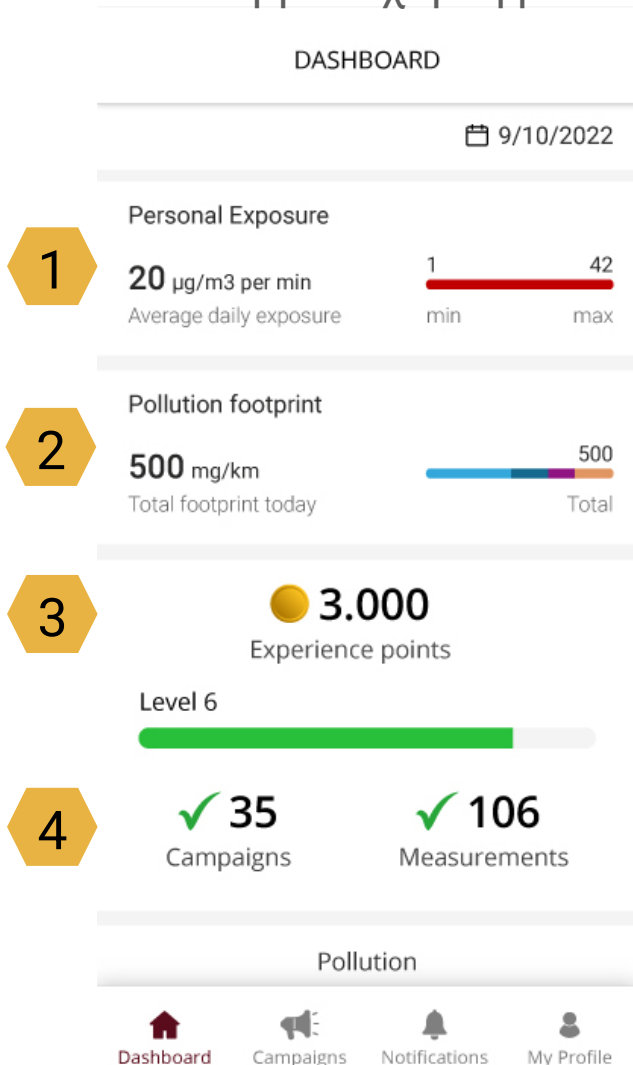 DASHBOARD
9/10/2022
Personal Exposure
1
20 µg/m3 per min
1 42
Average daily exposure
min max
Pollution footprint
2
500 mg/km
500
Total footprint today
Total
3
3.000
Experience points
Level 6
4
35 106
Campaigns Measurements
Pollution
Dashboard Campaigns Notifications My Profile